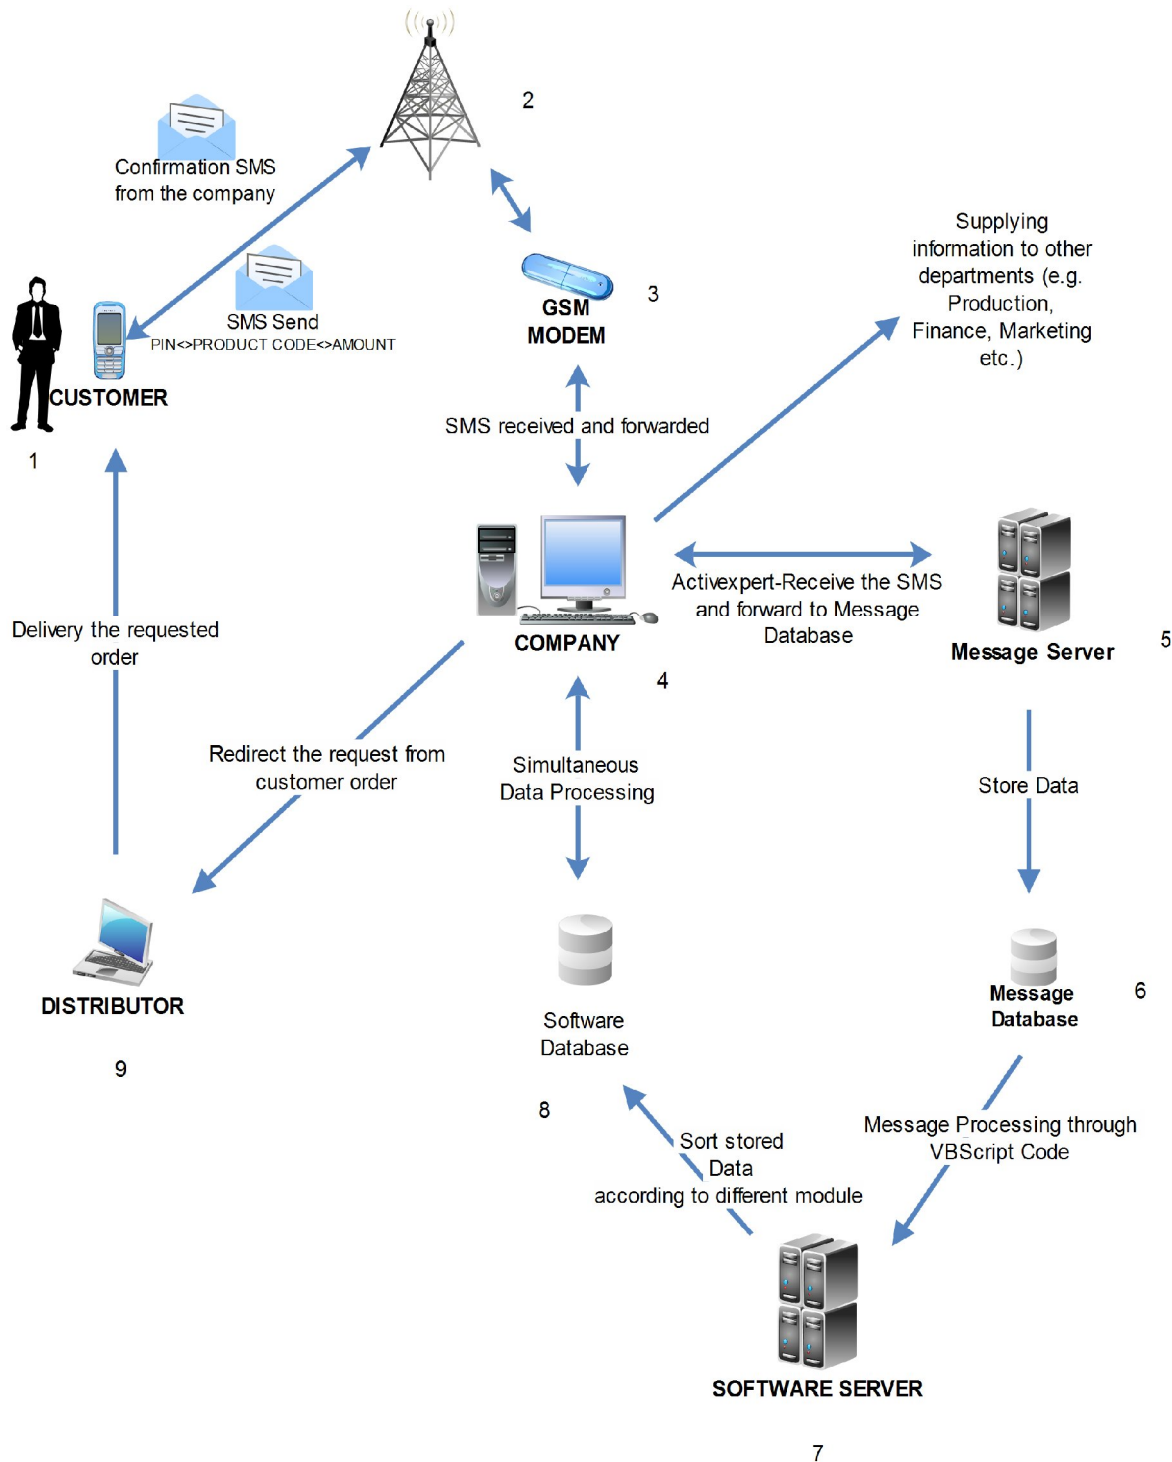 2
Confirmation SMS
from the company
Supplying
information to other
departments (e.g.
Production,
Finance, Marketing
etc.)
3
GSM
MODEM
SMS Send
PIN<>PRODUCT CODE<>AMOUNT
CUSTOMER
1
SMS received and forwarded
Activexpert-Receive the SMS
and forward to Message
Database
COMPANY
4
Message Server
5
Delivery the requested
order
Redirect the request from
customer order
Simultaneous
Data Processing
Store Data
DISTRIBUTOR
9
Software
Database
8
Message
Database
6
Message Processing through
VBScript Code
Sort stored
Data
according to different module
SOFTWARE SERVER
7